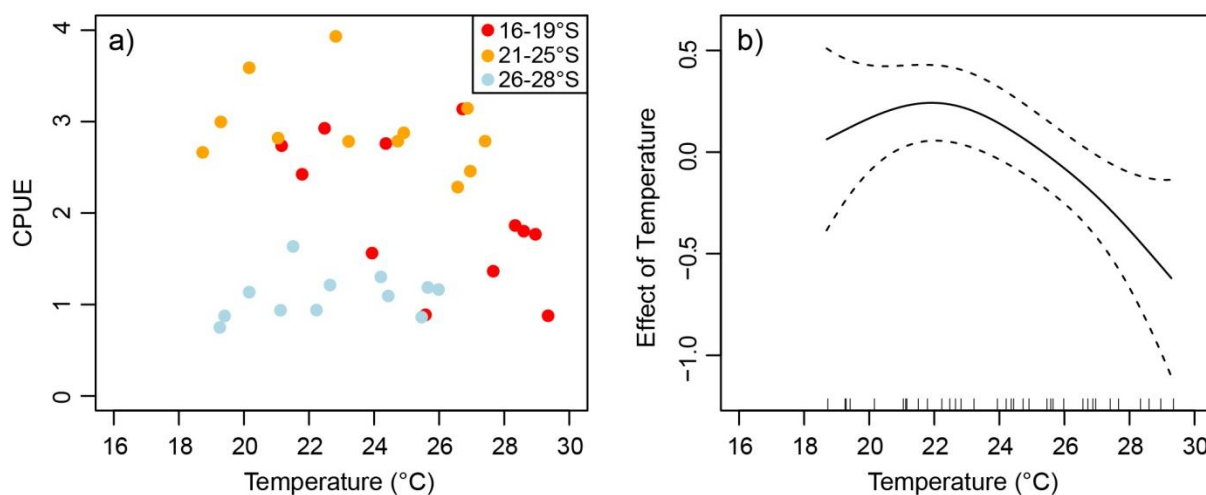 a)
16-19°S
21-25°S
26-28°S
CPUE
4
3
2
1
0
16 18 20 22 24 26 28 30
Temperature (°C)
b)
Effect of Temperature
0.5
0.0
−0.5
−1.0
16 18 20 22 24 26 28 30
Temperature (°C)